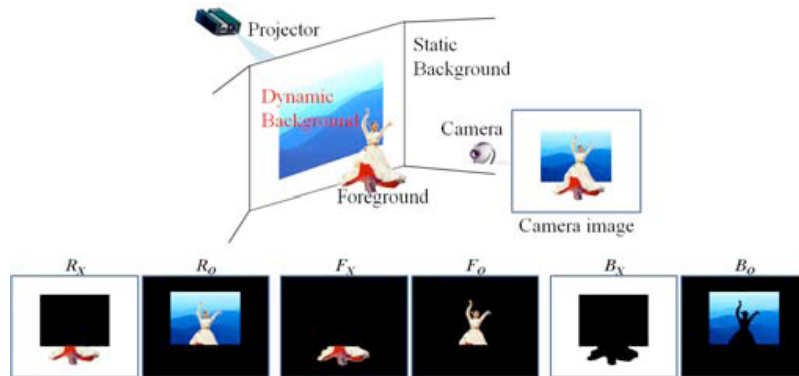 Projector
Static
Background
Dynamic
Background
Camera
Foreground
Camera image
R_X R_O F_X F_O B_X B_O